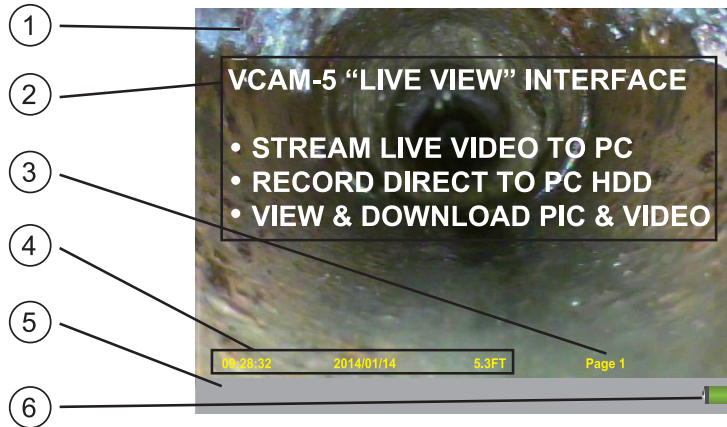 1
2
VCAM-5 “LIVE VIEW” INTERFACE
• STREAM LIVE VIDEO TO PC
3
• RECORD DIRECT TO PC HDD
• VIEW & DOWNLOAD PIC & VIDEO
4
5
09:28:32 2014/01/14 5.3FT Page 1
6